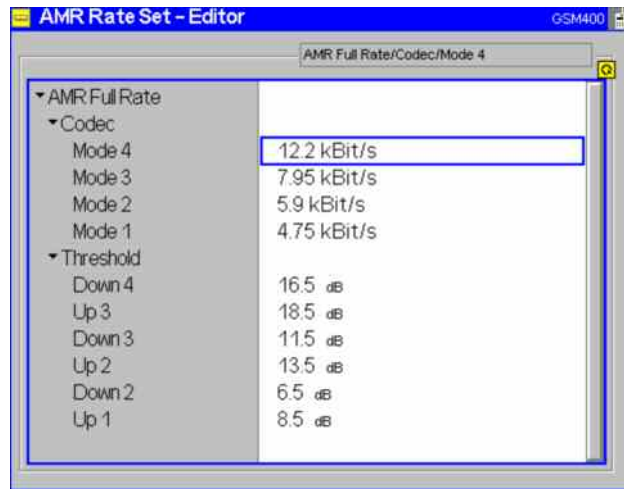 AMR Rate Set - Editor GSM400
AMR Full Rate/Codec/Mode 4
AMR Full Rate
Codec
Mode 4 12.2 kBit/s
Mode 3 7.95 kBit/s
Mode 2 5.9 kBit/s
Mode 1 4.75 kBit/s
Threshold
Down 4 16.5 dB
Up 3 18.5 dB
Down 3 11.5 dB
Up 2 13.5 dB
Down 2 6.5 dB
Up 1 8.5 dB